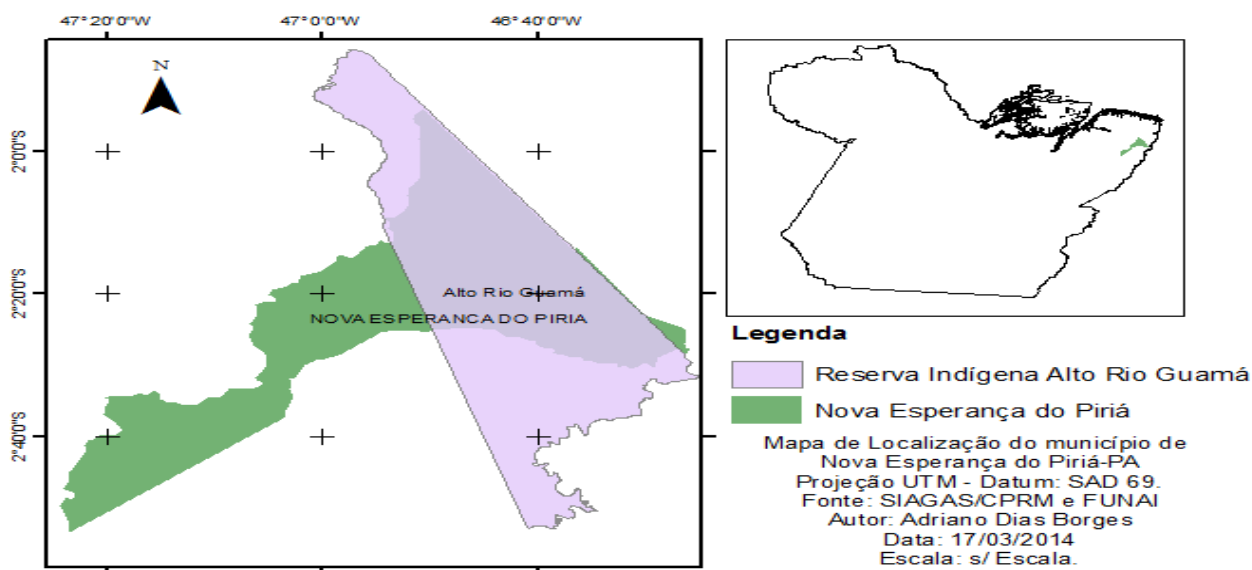 47°20'0"W
47°0'0"W
46°40'0"W
N
2°0'0"S
2°20'0"S
2°40'0"S
Alto Rio Guamá
NOVA ESPERANCA DO PIRIA
Legenda
Reserva Indígena Alto Rio Guamá
Nova Esperança do Piriá
Mapa de Localização do município de
Nova Esperança do Piriá-PA
Projeção UTM - Datum: SAD 69.
Fonte: SIAGAS/CPRM e FUNAI
Autor: Adriano Dias Borges
Data: 17/03/2014
Escala: s/ Escala.